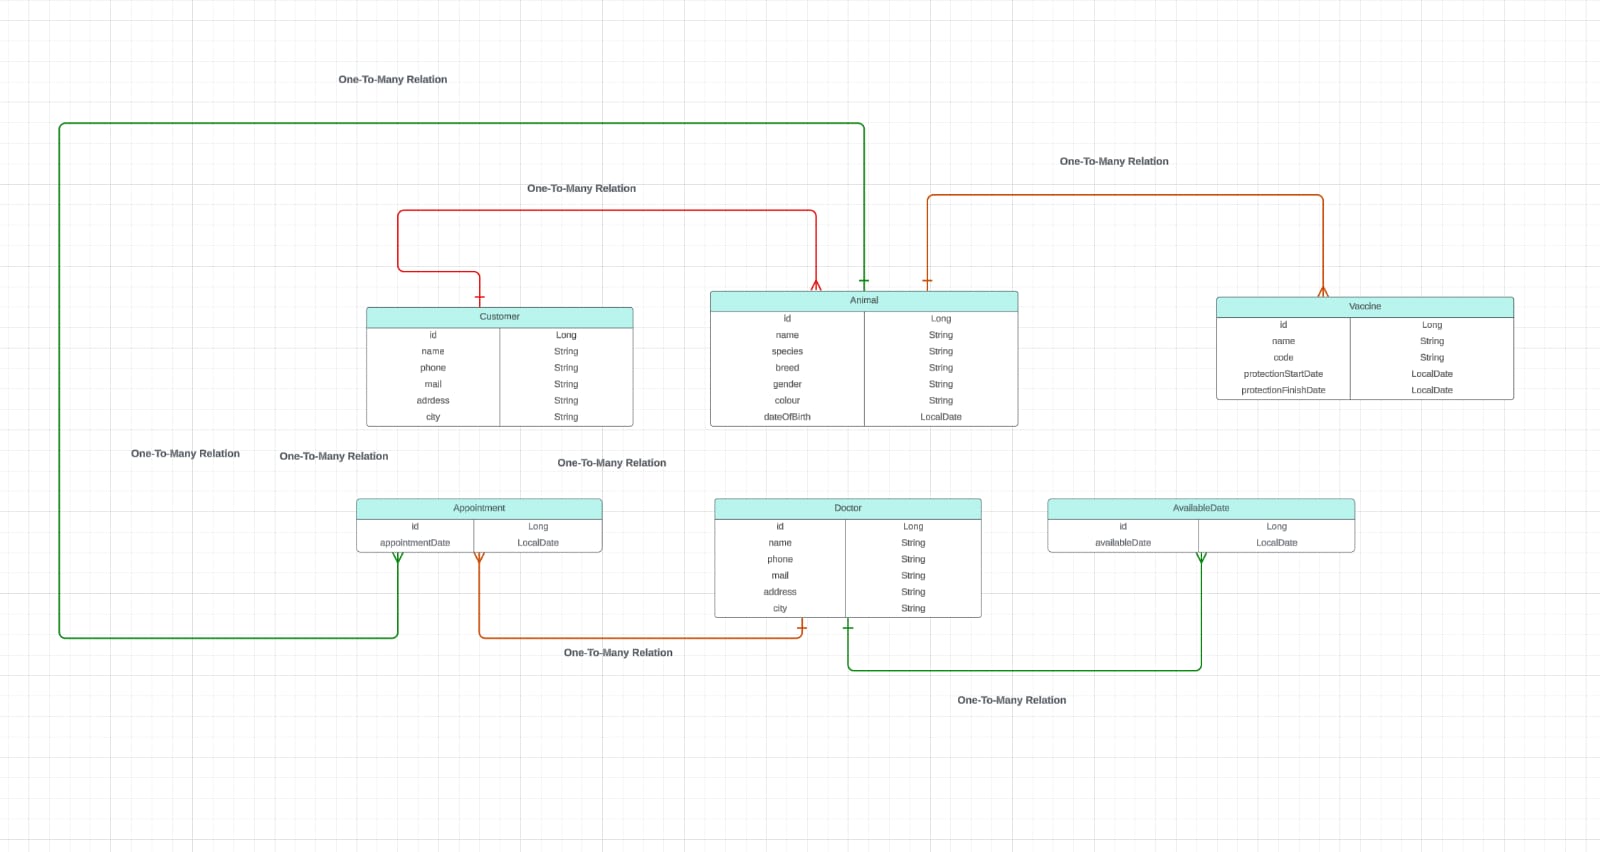 One-To-Many Relation
One-To-Many Relation
One-To-Many Relation
Customer
id Long
name String
phone String
mail String
adrdess String
city String
Animal
id Long
name String
species String
breed String
gender String
colour String
dateOfBirth LocalDate
Vaccine
id Long
name String
code String
protectionStartDate LocalDate
protectionFinishDate LocalDate
One-To-Many Relation
One-To-Many Relation
One-To-Many Relation
Appointment
id Long
appointmentDate LocalDate
Doctor
id Long
name String
phone String
mail String
address String
city String
AvailableDate
id Long
availableDate LocalDate
One-To-Many Relation
One-To-Many Relation